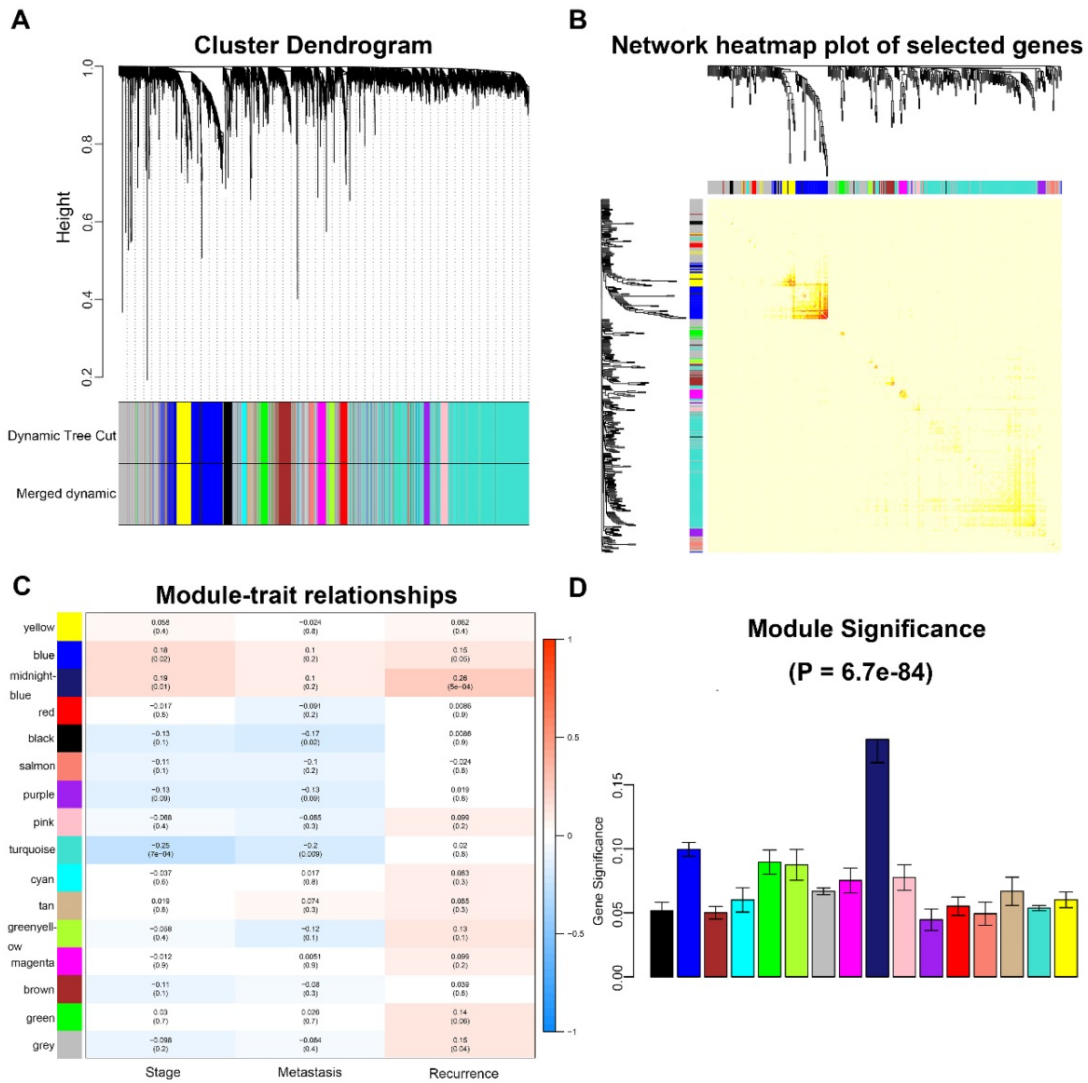 A
Cluster Dendrogram
Height
1.0
0.8
0.6
0.4
0.2
Dynamic Tree Cut
Merged dynamic
B
Network heatmap plot of selected genes
C
Module-trait relationships
yellow 0.058 −0.024 0.062
(0.4) (0.8) (0.4)
blue 0.18 0.1 0.15
(0.02) (0.2) (0.05)
midnight-
blue 0.19 0.1 0.26
(0.01) (0.2) (5e−04)
red −0.017 −0.091 0.0086
(0.8) (0.2) (0.9)
black −0.13 −0.17 0.0086
(0.1) (0.02) (0.9)
salmon −0.11 −0.1 −0.024
(0.1) (0.2) (0.8)
purple −0.13 −0.13 0.019
(0.09) (0.09) (0.8)
pink −0.068 −0.085 0.099
(0.4) (0.3) (0.2)
turquoise −0.25 −0.2 0.02
(7e−04) (0.009) (0.8)
cyan −0.037 0.017 0.083
(0.6) (0.8) (0.3)
tan 0.019 0.074 0.085
(0.8) (0.3) (0.3)
greenyell-
ow −0.068 −0.12 0.13
(0.4) (0.1) (0.1)
magenta −0.012 0.0051 0.099
(0.9) (0.9) (0.2)
brown −0.11 −0.08 0.039
(0.1) (0.3) (0.6)
green 0.03 0.026 0.14
(0.7) (0.7) (0.06)
grey −0.098 −0.064 0.15
(0.2) (0.4) (0.04)
Stage Metastasis Recurrence
1
0.5
0
−0.5
−1
D
Module Significance
(P = 6.7e-84)
Gene Significance
0.15
0.10
0.05
0.00